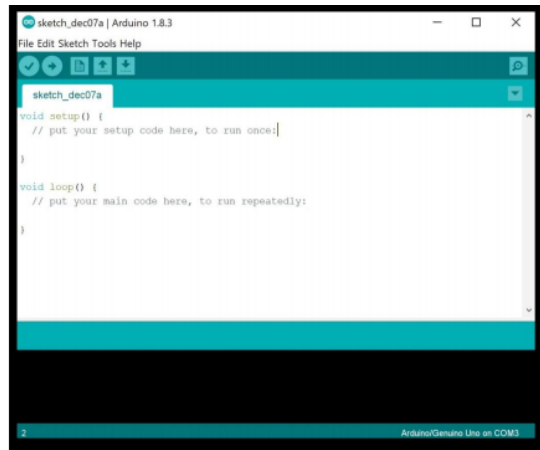 sketch_dec07a | Arduino 1.8.3
File Edit Sketch Tools Help
sketch_dec07a
void setup() {
// put your setup code here, to run once:
}
void loop() {
// put your main code here, to run repeatedly:
}
2
Arduino/Genuino Uno on COM3